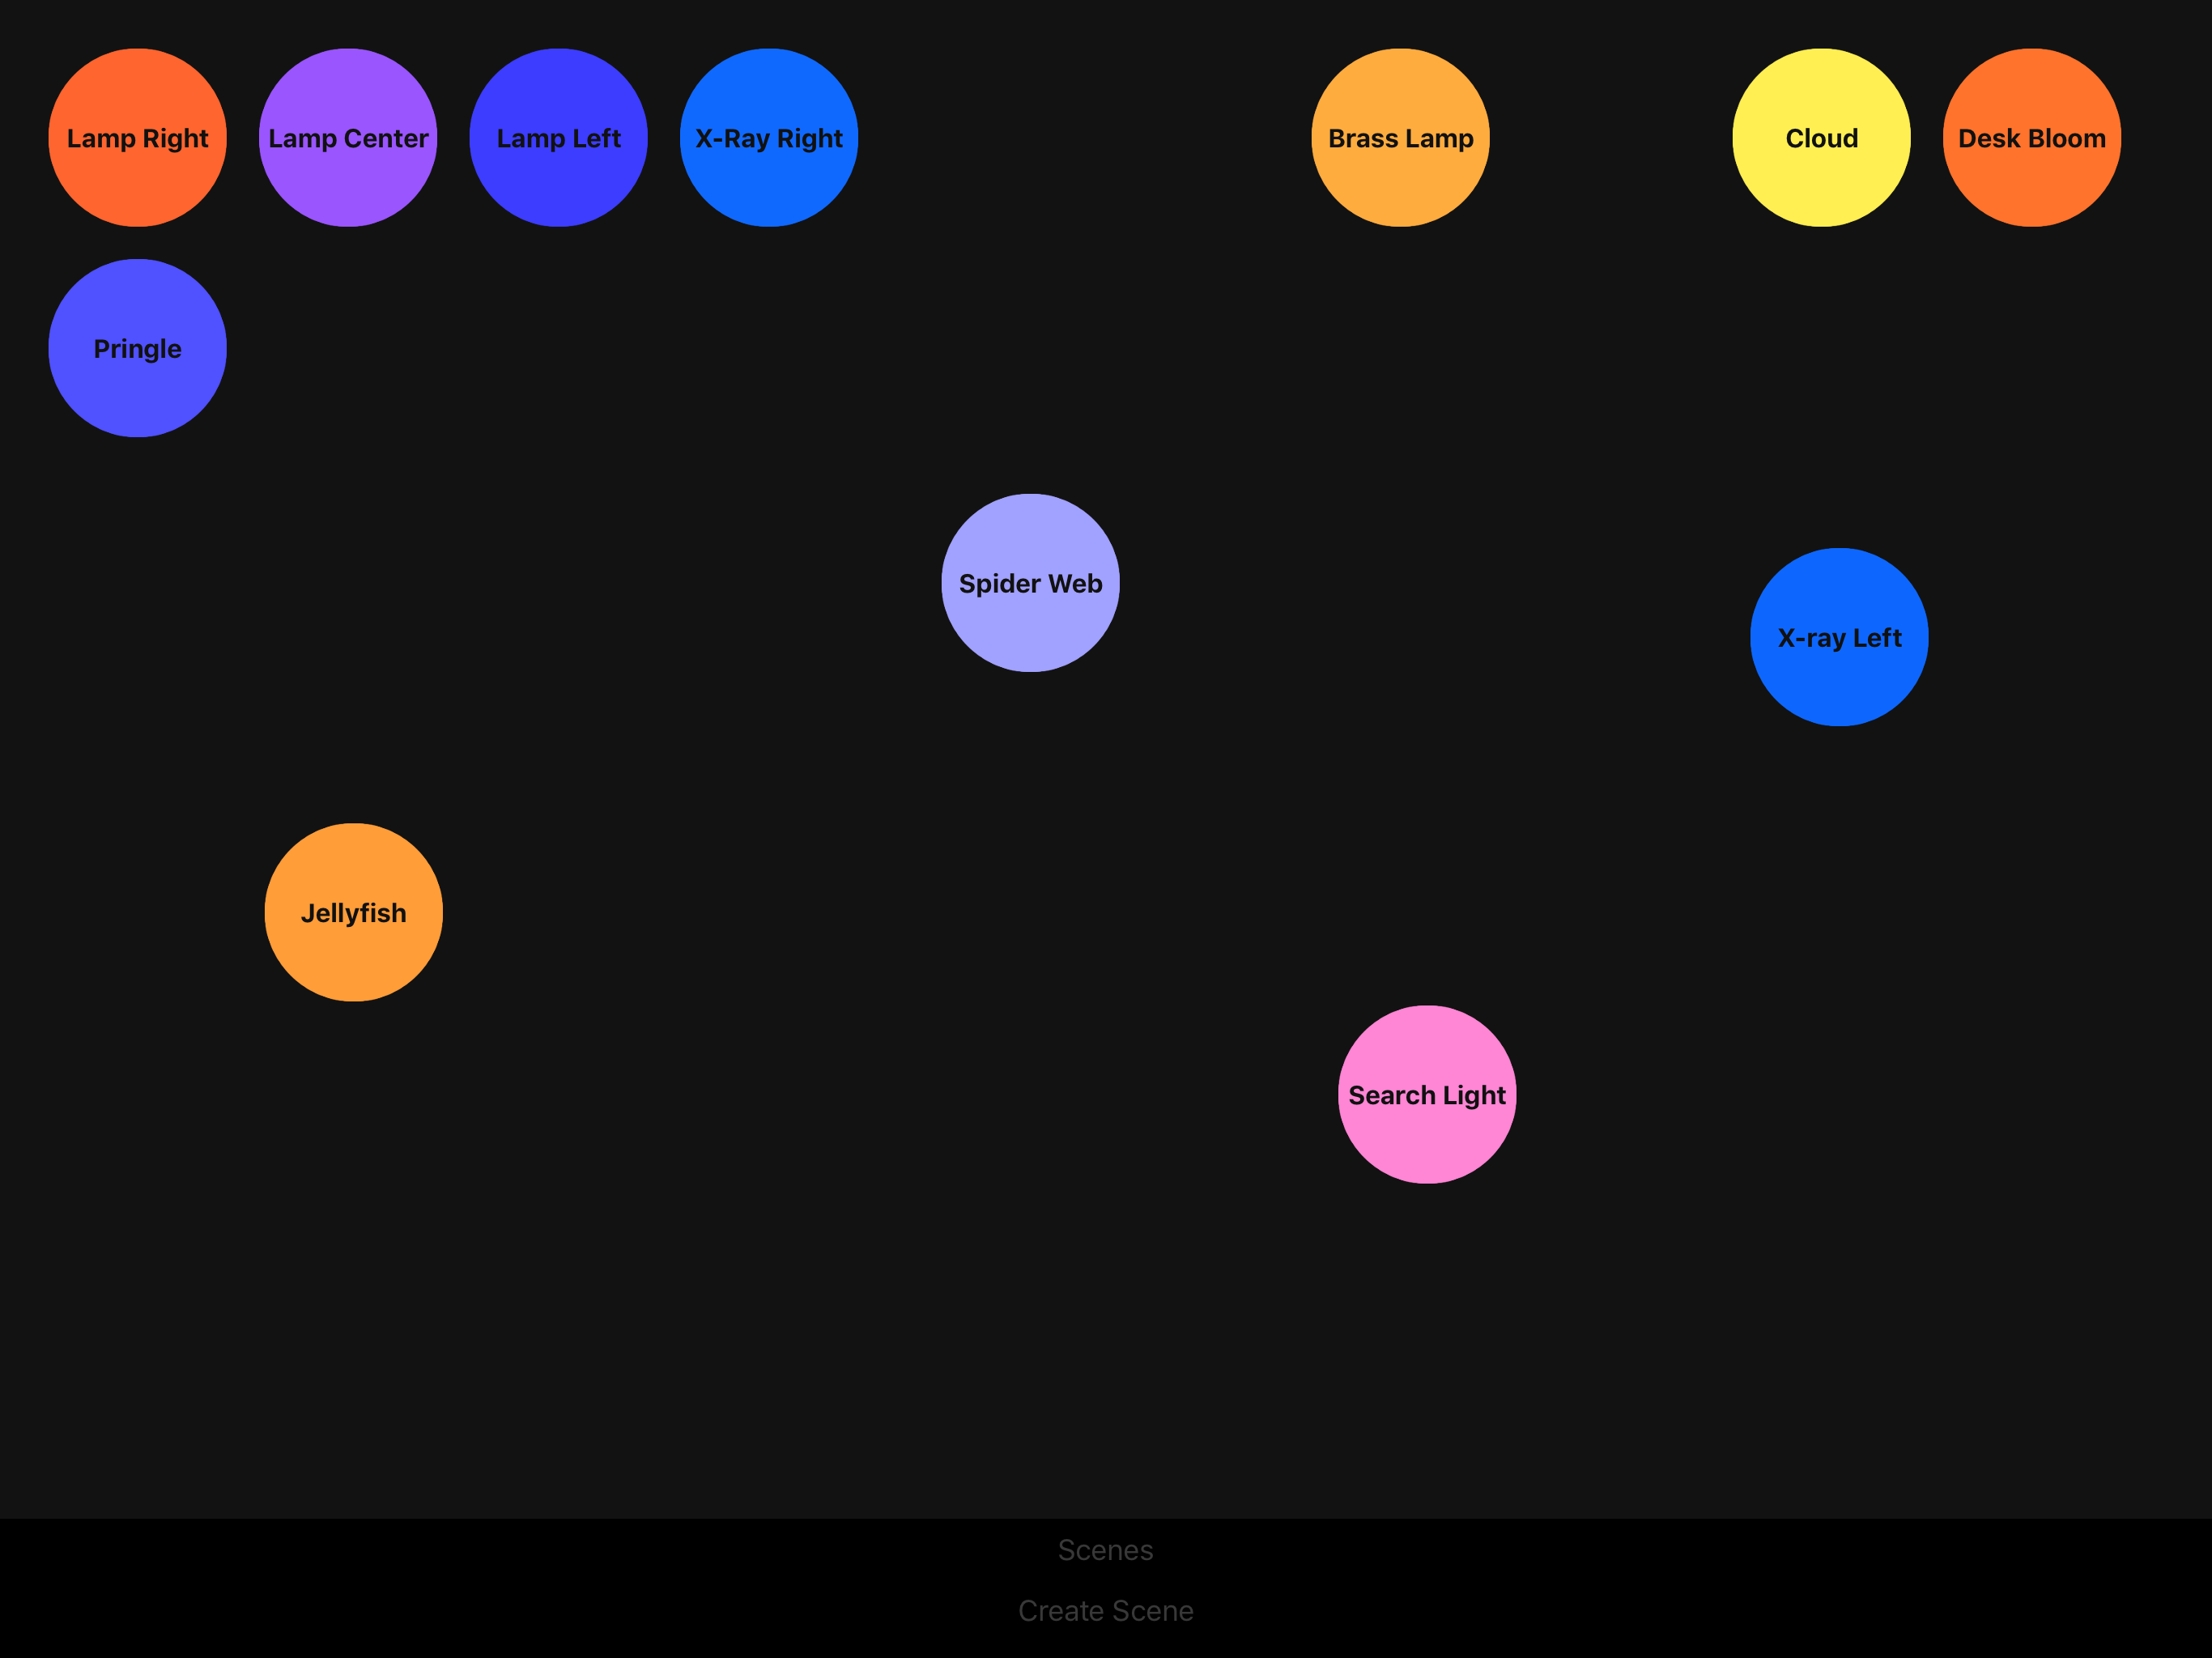 Lamp Right
Lamp Center
Lamp Left
X-Ray Right
Brass Lamp
Cloud
Desk Bloom
Pringle
Spider Web
X-ray Left
Jellyfish
Search Light
Scenes
Create Scene